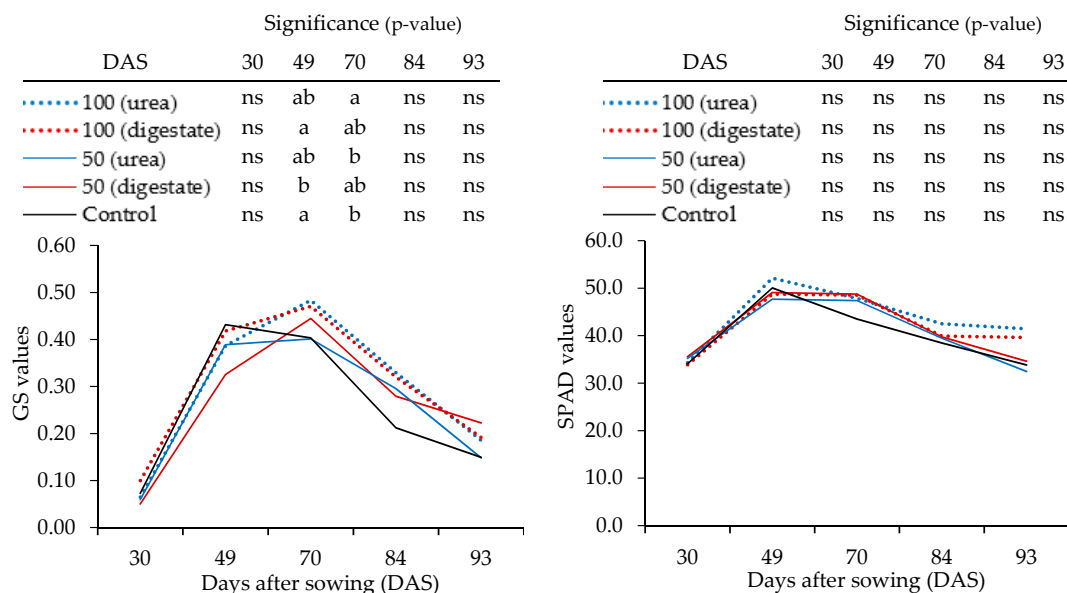 Significance (p-value)
DAS 30 49 70 84 93
100 (urea) ns ab a ns ns
100 (digestate) ns a ab ns ns
50 (urea) ns ab b ns ns
50 (digestate) ns b ab ns ns
Control ns a b ns ns
0.60
0.50
0.40
0.30
0.20
0.10
0.00
GS values
30 49 70 84 93
Days after sowing (DAS)
Significance (p-value)
DAS 30 49 70 84 93
100 (urea) ns ns ns ns ns
100 (digestate) ns ns ns ns ns
50 (urea) ns ns ns ns ns
50 (digestate) ns ns ns ns ns
Control ns ns ns ns ns
60.0
50.0
40.0
30.0
20.0
10.0
0.0
SPAD values
30 49 70 84 93
Days after sowing (DAS)